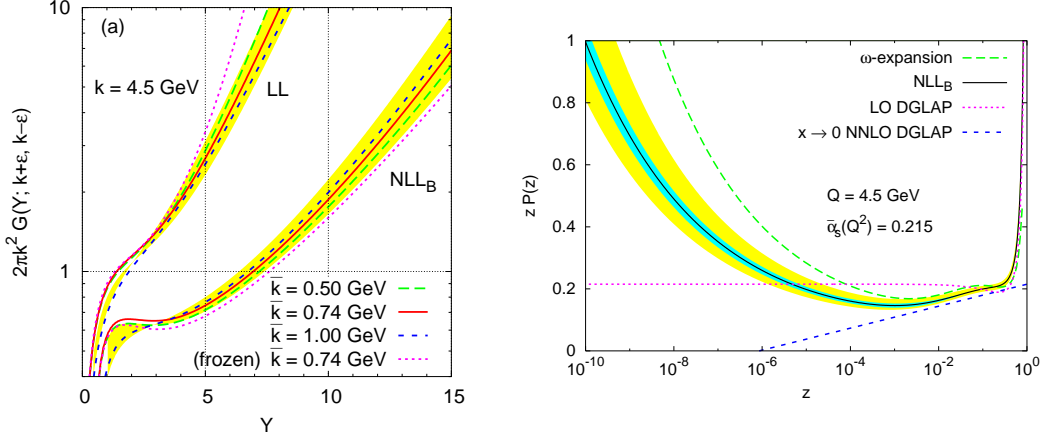 (a)
k = 4.5 GeV
LL
NLL_B
k̅ = 0.50 GeV
k̅ = 0.74 GeV
k̅ = 1.00 GeV
(frozen) k̅ = 0.74 GeV
2πk² G(Y; k+ε, k−ε)
10
1
0 5 10 15
Y
ω-expansion
NLL_B
LO DGLAP
x → 0 NNLO DGLAP
Q = 4.5 GeV
α̅_s(Q²) = 0.215
z P(z)
1
0.8
0.6
0.4
0.2
0
10⁻¹⁰ 10⁻⁸ 10⁻⁶ 10⁻⁴ 10⁻² 10⁰
z